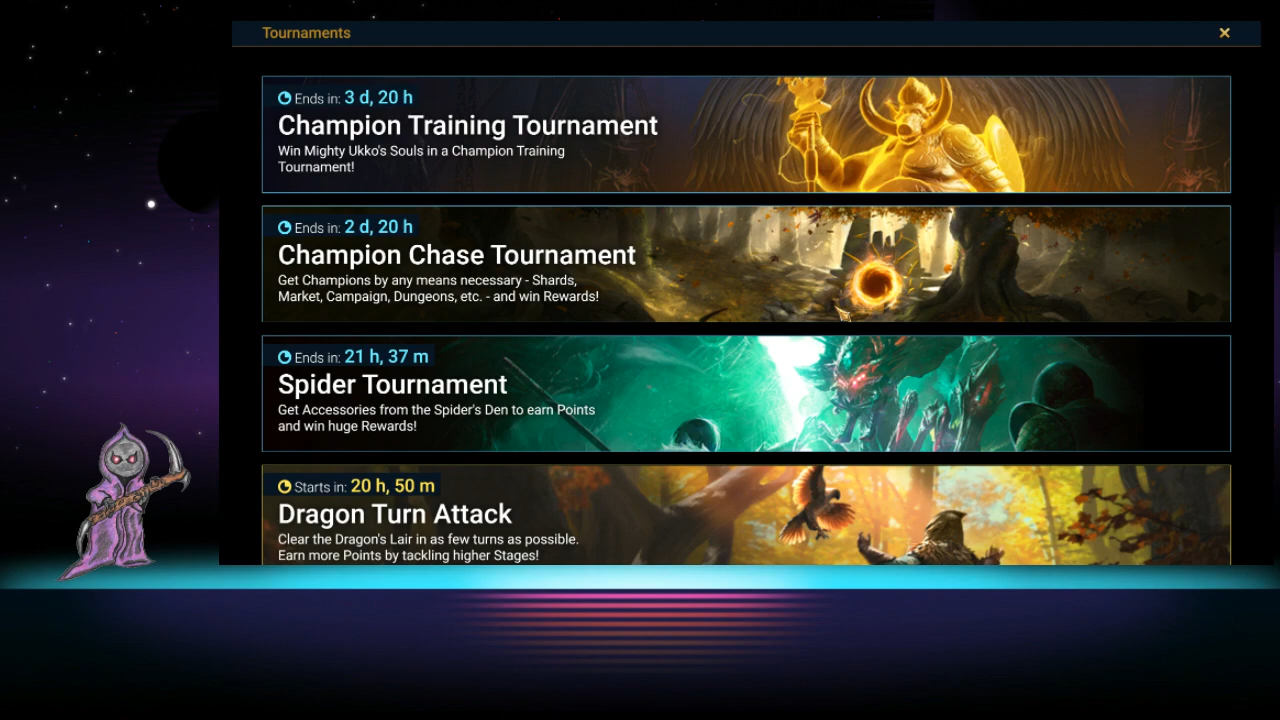 Tournaments
Ends in: 3 d, 20 h
Champion Training Tournament
Win Mighty Ukko's Souls in a Champion Training
Tournament!
Ends in: 2 d, 20 h
Champion Chase Tournament
Get Champions by any means necessary - Shards,
Market, Campaign, Dungeons, etc. - and win Rewards!
Ends in: 21 h, 37 m
Spider Tournament
Get Accessories from the Spider's Den to earn Points
and win huge Rewards!
Starts in: 20 h, 50 m
Dragon Turn Attack
Clear the Dragon's Lair in as few turns as possible.
Earn more Points by tackling higher Stages!